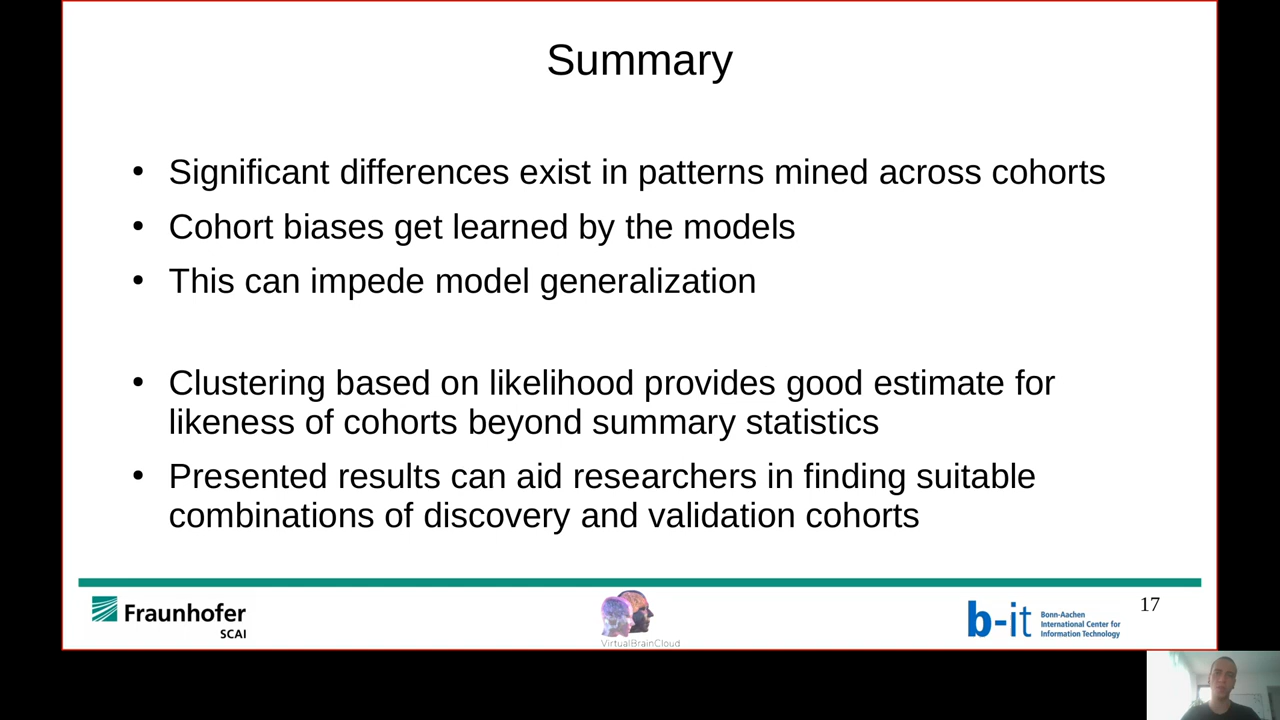 Summary
• Significant differences exist in patterns mined across cohorts
• Cohort biases get learned by the models
• This can impede model generalization
• Clustering based on likelihood provides good estimate for
likeness of cohorts beyond summary statistics
• Presented results can aid researchers in finding suitable
combinations of discovery and validation cohorts
Fraunhofer
SCAI
VirtualBrainCloud
b-it
Bonn-Aachen
International Center for
Information Technology
17